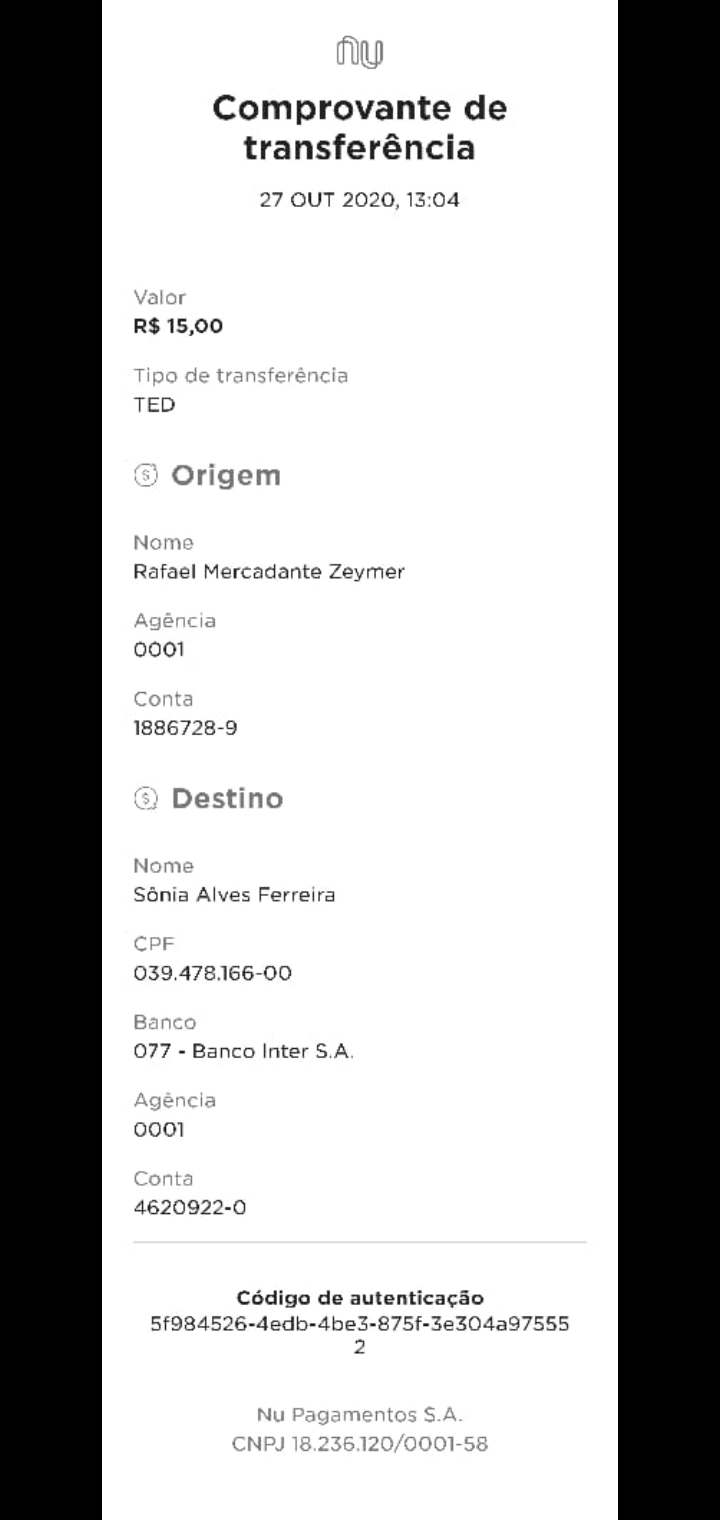 nu
Comprovante de
transferência
27 OUT 2020, 13:04
Valor
R$ 15,00
Tipo de transferência
TED
Origem
Nome
Rafael Mercadante Zeymer
Agência
0001
Conta
1886728-9
Destino
Nome
Sônia Alves Ferreira
CPF
039.478.166-00
Banco
077 - Banco Inter S.A.
Agência
0001
Conta
4620922-0
Código de autenticação
5f984526-4edb-4be3-875f-3e304a97555
2
Nu Pagamentos S.A.
CNPJ 18.236.120/0001-58